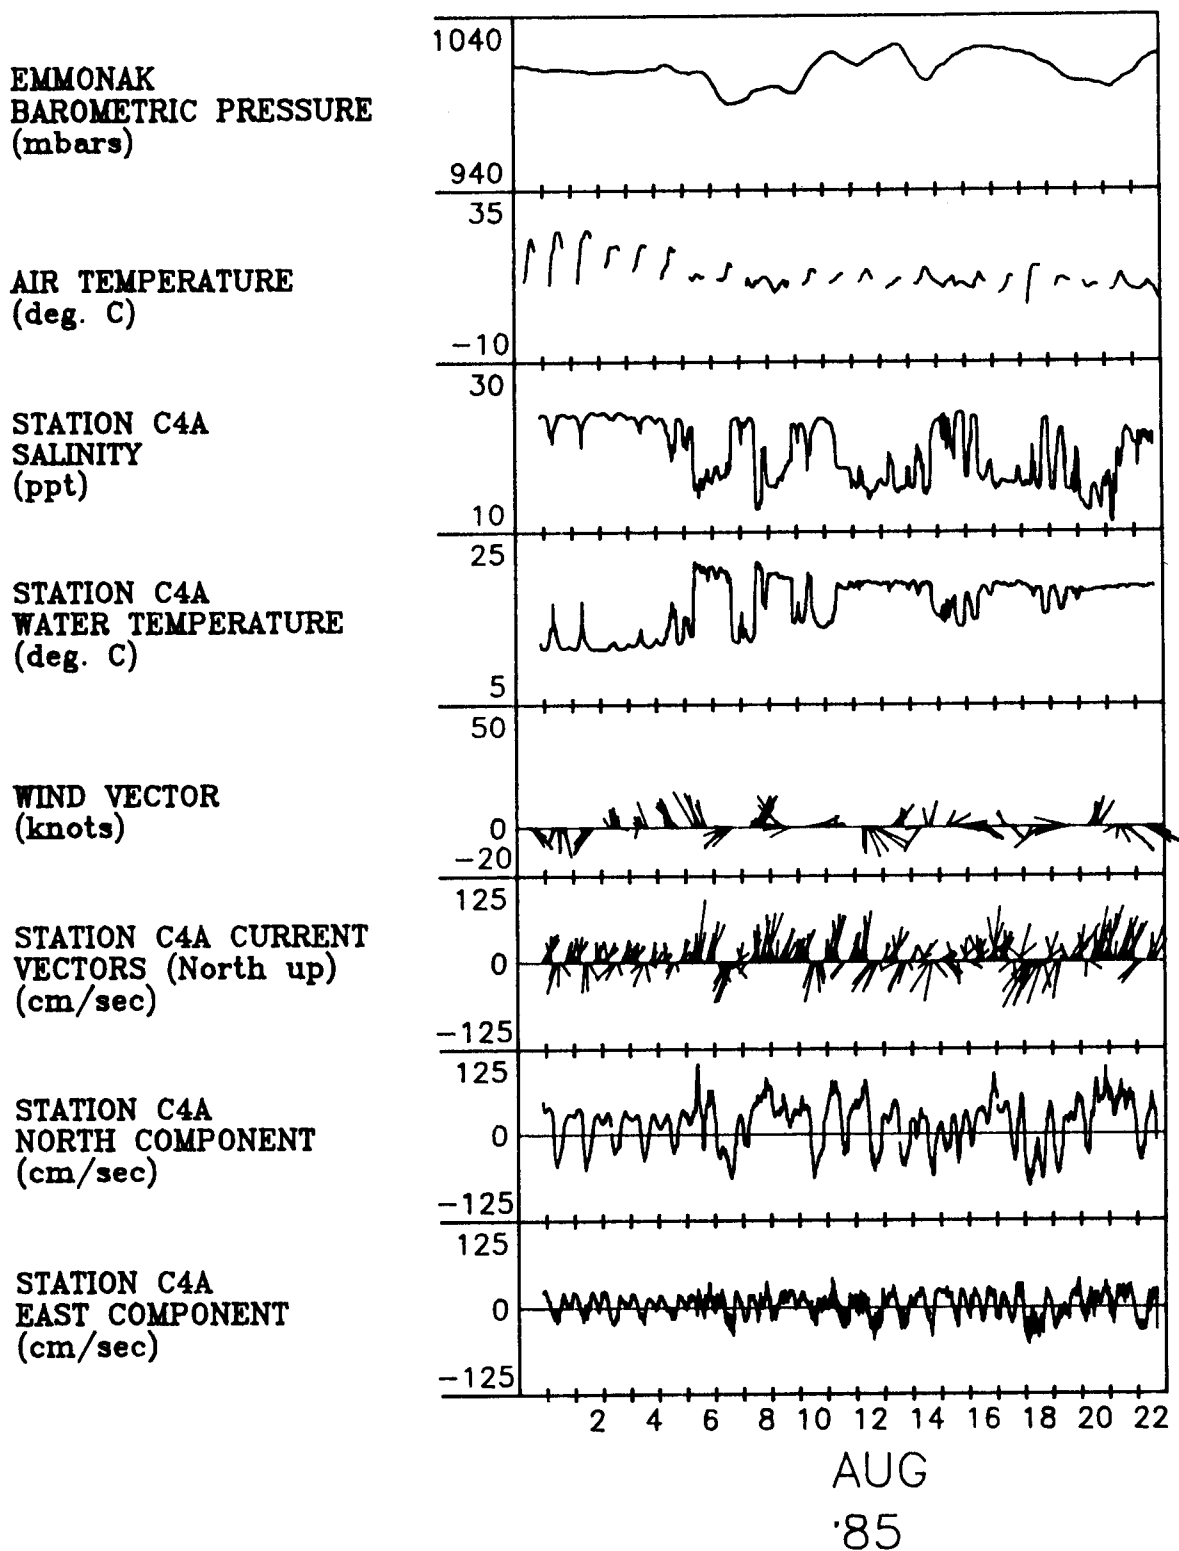 1040
EMMONAK
BAROMETRIC PRESSURE
(mbars)
940
35
AIR TEMPERATURE
(deg. C)
−10
30
STATION C4A
SALINITY
(ppt)
10
25
STATION C4A
WATER TEMPERATURE
(deg. C)
5
50
WIND VECTOR
(knots)
0
−20
125
STATION C4A CURRENT
VECTORS (North up)
(cm/sec)
0
−125
125
STATION C4A
NORTH COMPONENT
(cm/sec)
0
−125
125
STATION C4A
EAST COMPONENT
(cm/sec)
0
−125
2 4 6 8 10 12 14 16 18 20 22
AUG
'85